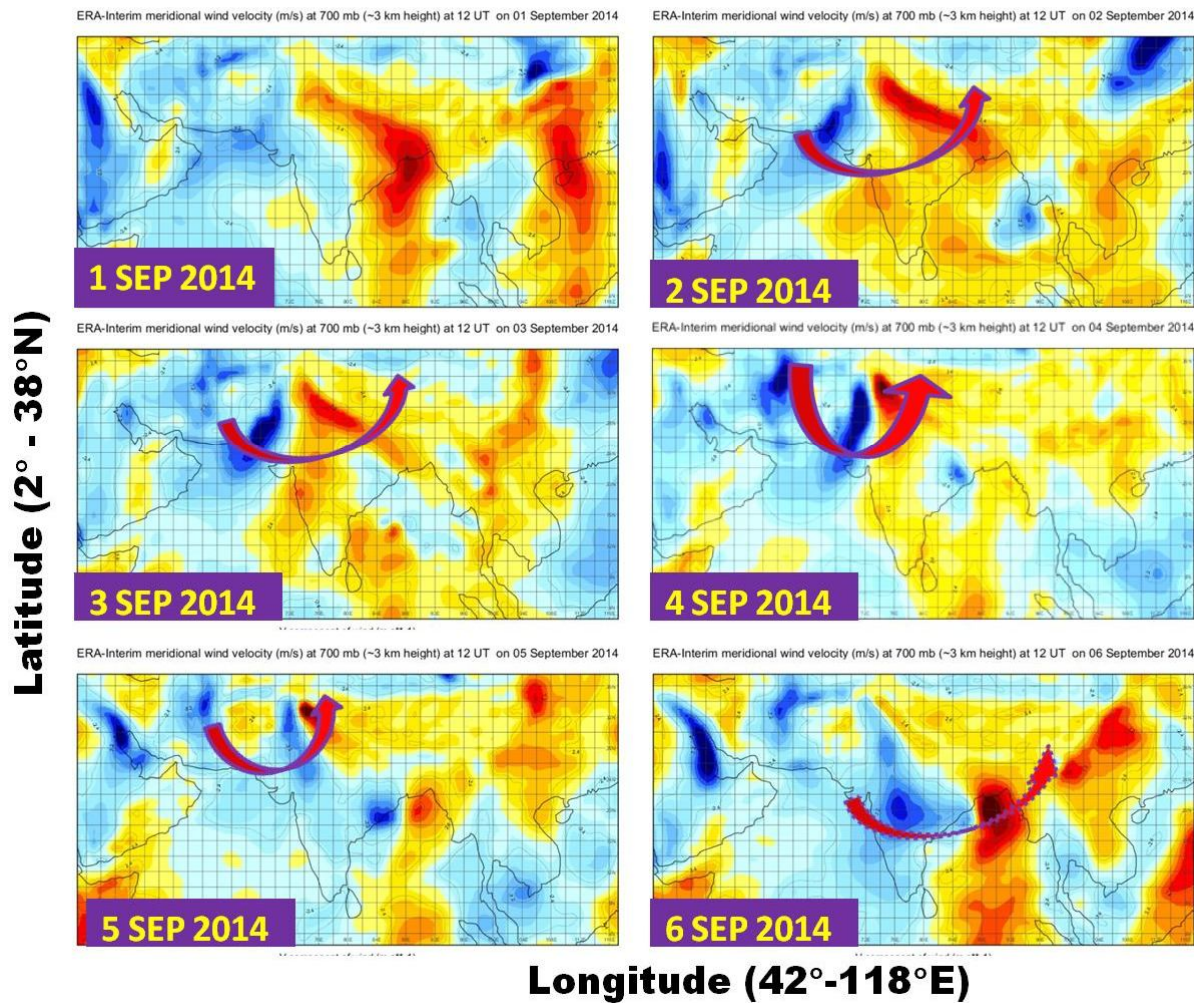 ERA-Interim meridional wind velocity (m/s) at 700 mb (~3 km height) at 12 UT on 01 September 2014
ERA-Interim meridional wind velocity (m/s) at 700 mb (~3 km height) at 12 UT on 02 September 2014
1 SEP 2014
2 SEP 2014
ERA-Interim meridional wind velocity (m/s) at 700 mb (~3 km height) at 12 UT on 03 September 2014
ERA-Interim meridional wind velocity (m/s) at 700 mb (~3 km height) at 12 UT on 04 September 2014
Latitude (2° - 38°N)
3 SEP 2014
4 SEP 2014
ERA-Interim meridional wind velocity (m/s) at 700 mb (~3 km height) at 12 UT on 05 September 2014
ERA-Interim meridional wind velocity (m/s) at 700 mb (~3 km height) at 12 UT on 06 September 2014
5 SEP 2014
6 SEP 2014
Longitude (42°-118°E)